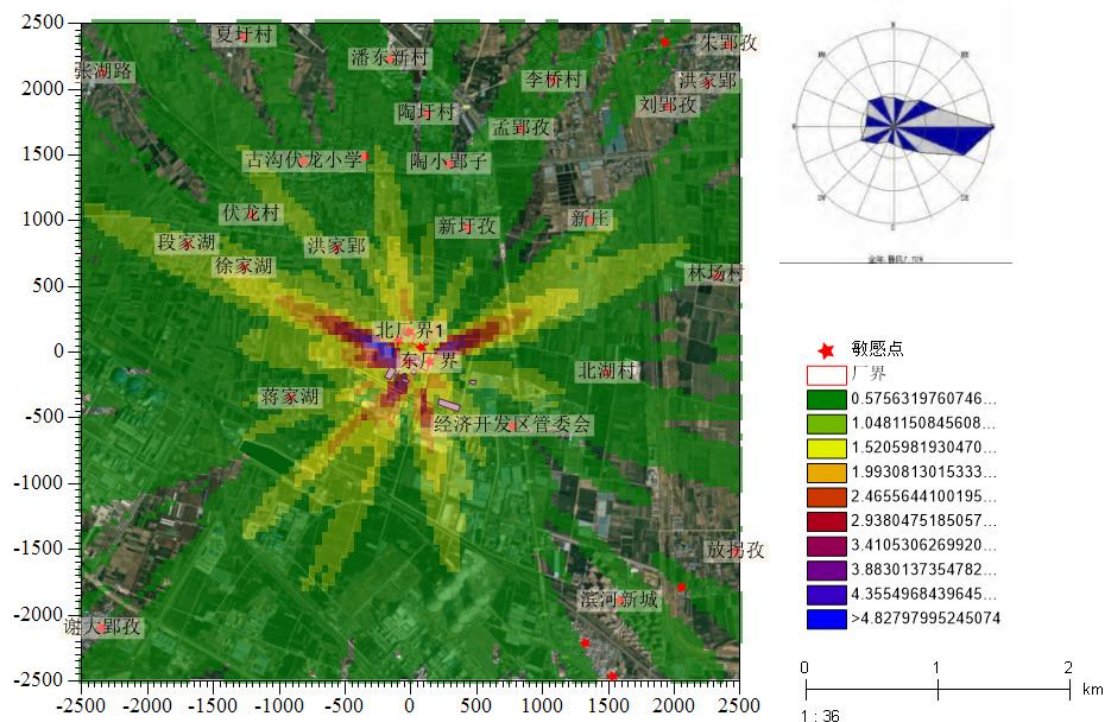 2500
2000
1500
1000
500
0
-500
-1000
-1500
-2000
-2500
-2500
-2000
-1500
-1000
-500
0
500
1000
1500
2000
2500
夏圩村
朱郢孜
潘东新村
张湖路
李桥村
洪家郢
刘郢孜
陶圩村
孟郢孜
古沟伏龙小学
陶小郢子
伏龙村
新圩孜
新庄
段家湖
洪家郢
徐家湖
林场村
北厂界1
东厂界
北湖村
蒋家湖
经济开发区管委会
放拐孜
滨河新城
谢大郢孜
N
NE
SE
S
SW
W
NW
敏感点
厂界
0.5756319760746...
1.0481150845608...
1.5205981930470...
1.9930813015333...
2.4655644100195...
2.9380475185057...
3.4105306269920...
3.8830137354782...
4.3554968439645...
>4.82797995245074
0
1
2
km
1 : 36